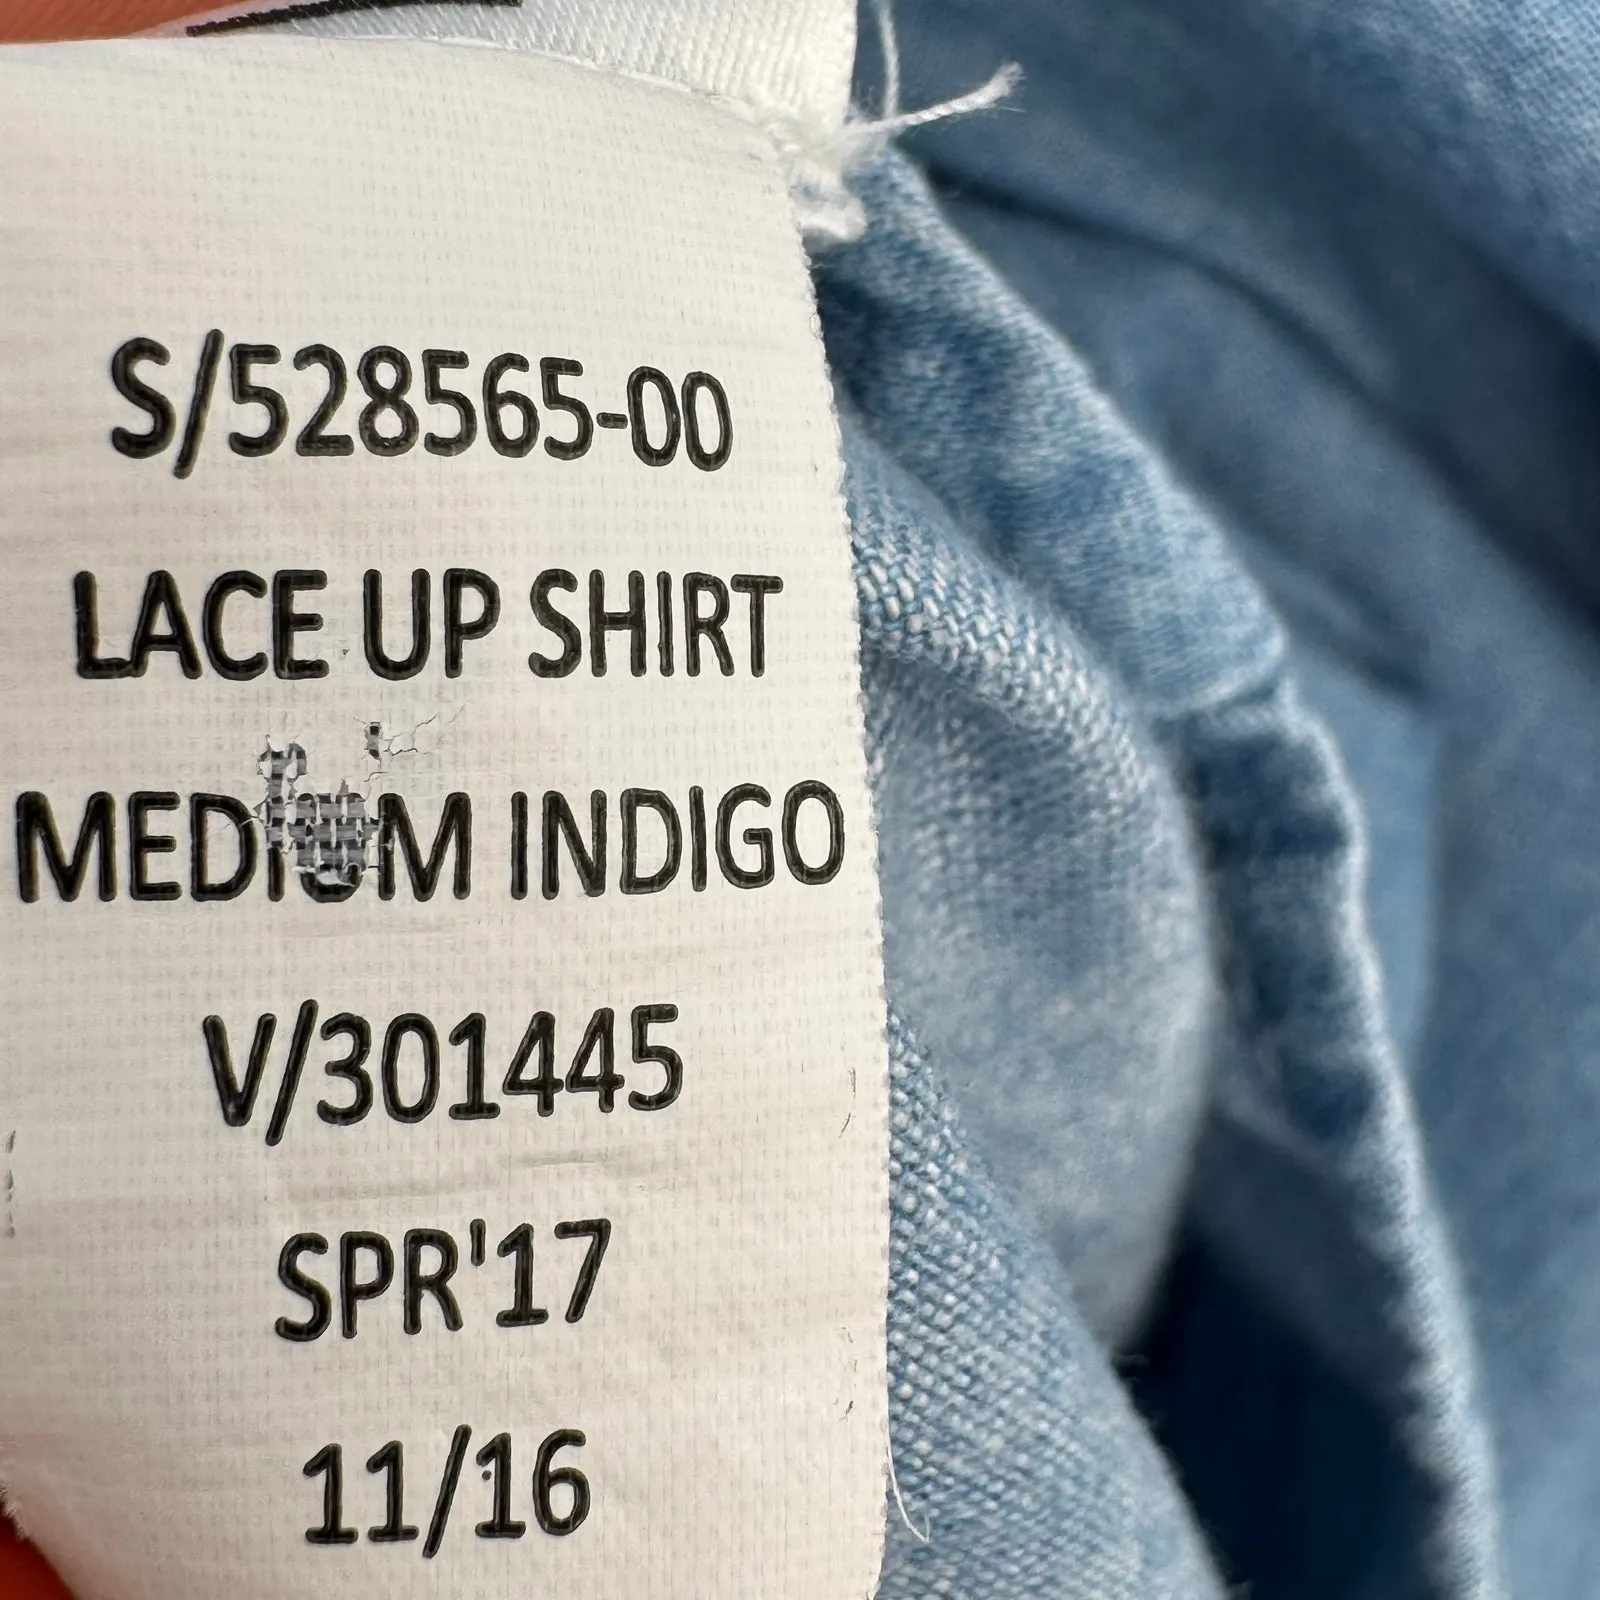 S/528565-00
LACE UP SHIRT
MEDIUM INDIGO
V/301445
SPR'17
11/16